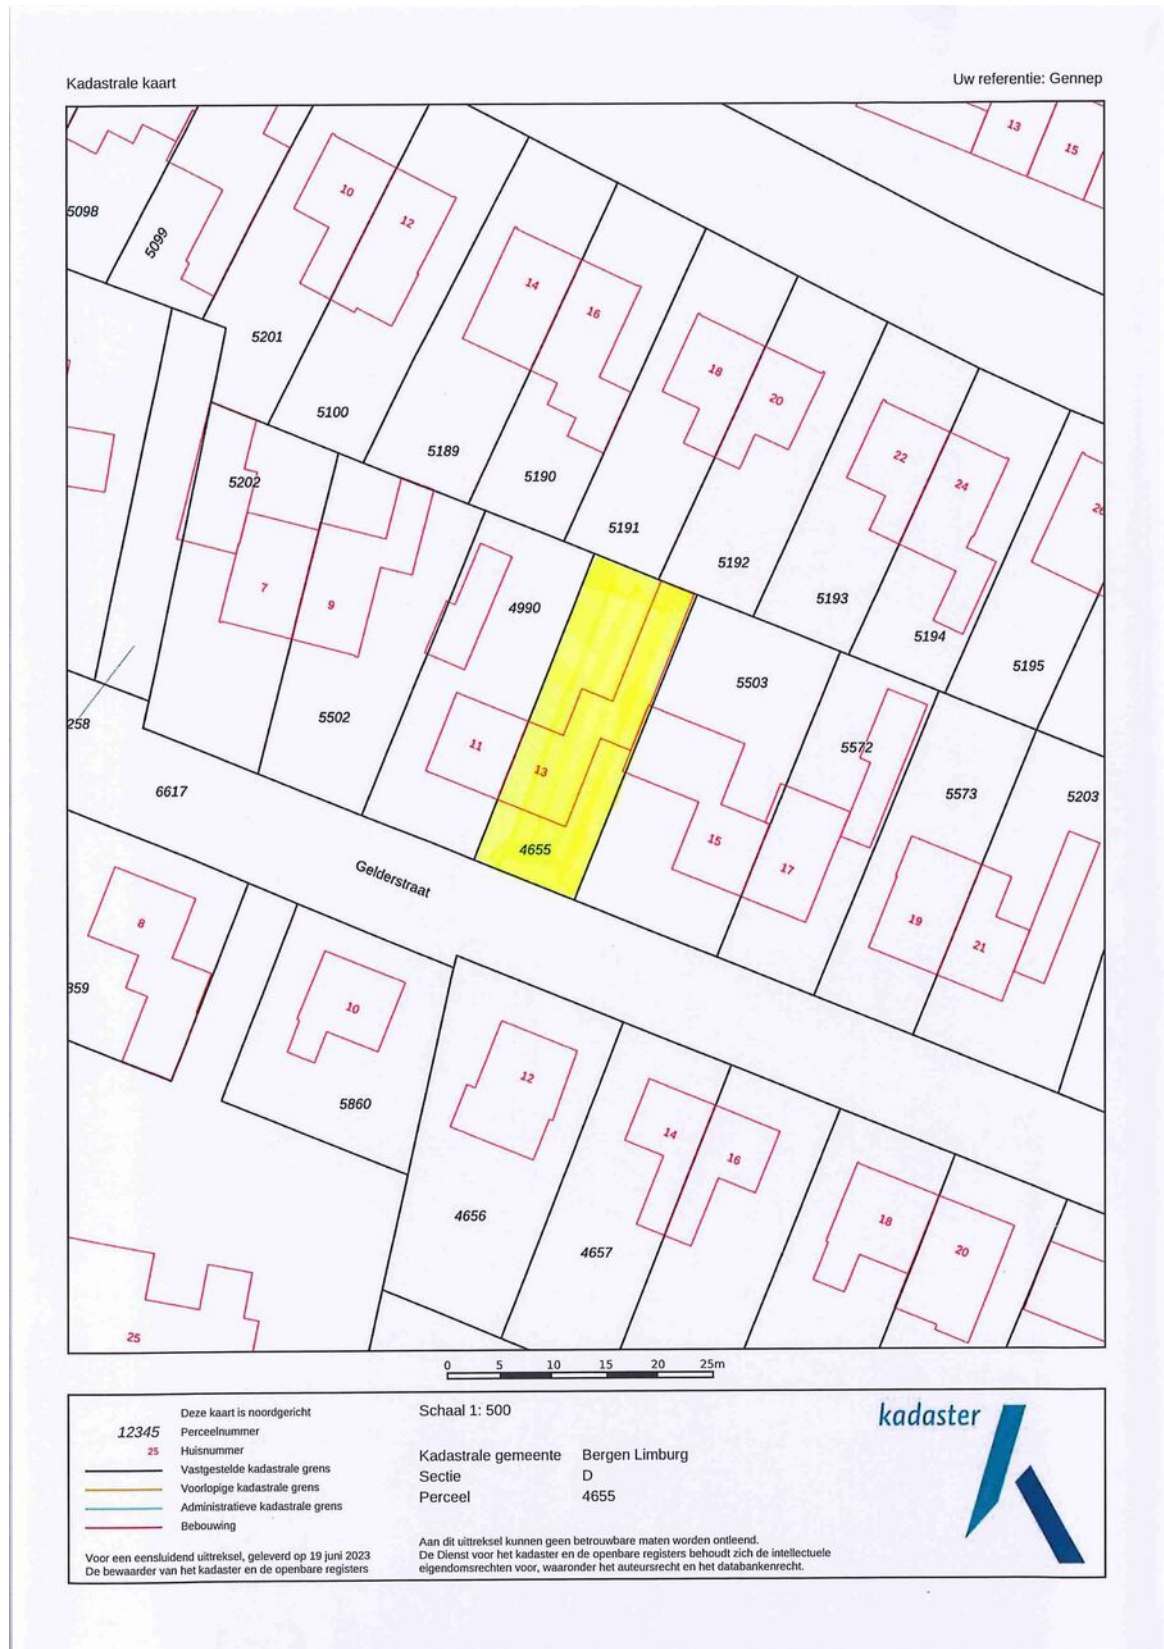 Kadastrale kaart
Uw referentie: Gennep
13
15
5098
5099
10
12
14
16
5201
5100
5189
18
20
5190
5191
22
24
5202
5192
5193
5194
5195
7
9
4990
5503
5502
11
13
5572
5573
5203
258
6617
15
17
4655
Gelderstraat
19
21
8
359
10
5860
12
14
16
4656
4657
18
20
25
0 5 10 15 20 25m
Deze kaart is noordgericht
12345 Perceelnummer
25 Huisnummer
Vastgestelde kadastrale grens
Voorlopige kadastrale grens
Administratieve kadastrale grens
Bebouwing
Voor een eensluidend uittreksel, geleverd op 19 juni 2023
De bewaarder van het kadaster en de openbare registers
Schaal 1: 500
Kadastrale gemeente Bergen Limburg
Sectie D
Perceel 4655
Aan dit uittreksel kunnen geen betrouwbare maten worden ontleend.
De Dienst voor het kadaster en de openbare registers behoudt zich de intellectuele
eigendomsrechten voor, waaronder het auteursrecht en het databankenrecht.
kadaster